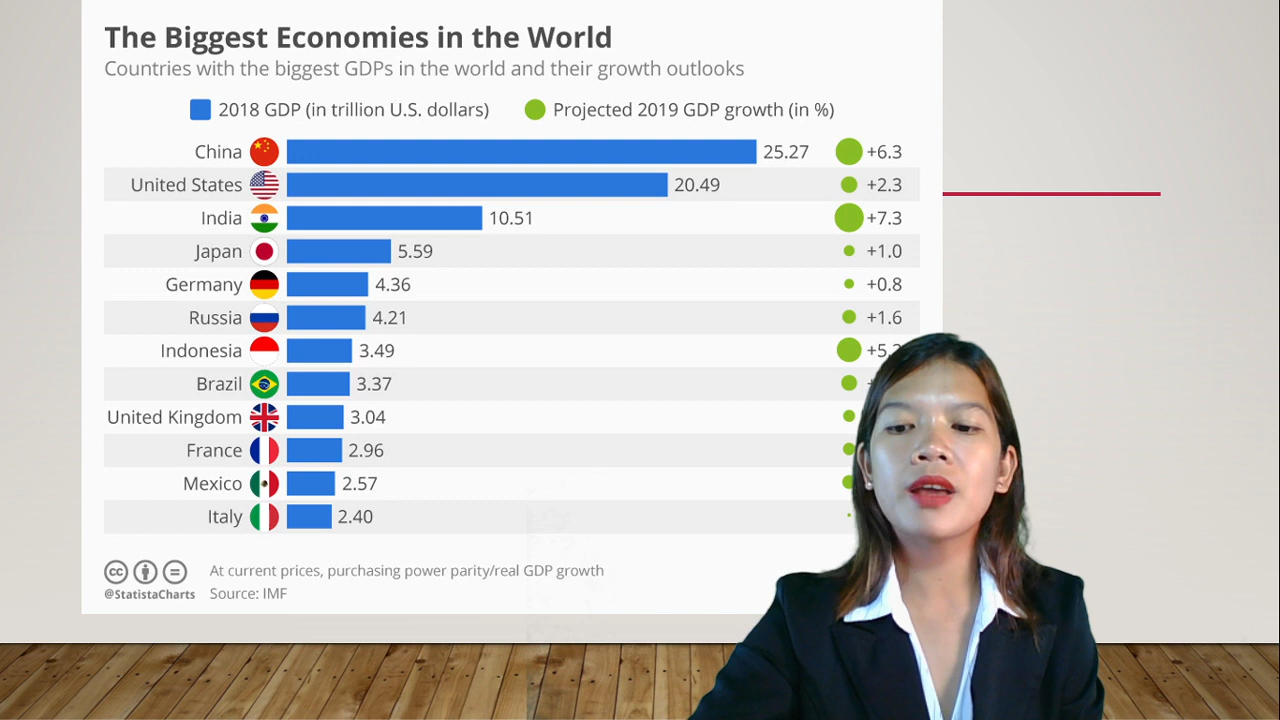 The Biggest Economies in the World
Countries with the biggest GDPs in the world and their growth outlooks
2018 GDP (in trillion U.S. dollars) Projected 2019 GDP growth (in %)
China 25.27 +6.3
United States 20.49 +2.3
India 10.51 +7.3
Japan 5.59 +1.0
Germany 4.36 +0.8
Russia 4.21 +1.6
Indonesia 3.49
Brazil 3.37
United Kingdom 3.04
France 2.96
Mexico 2.57
Italy 2.40
cc
At current prices, purchasing power parity/real GDP growth
@StatistaCharts Source: IMF